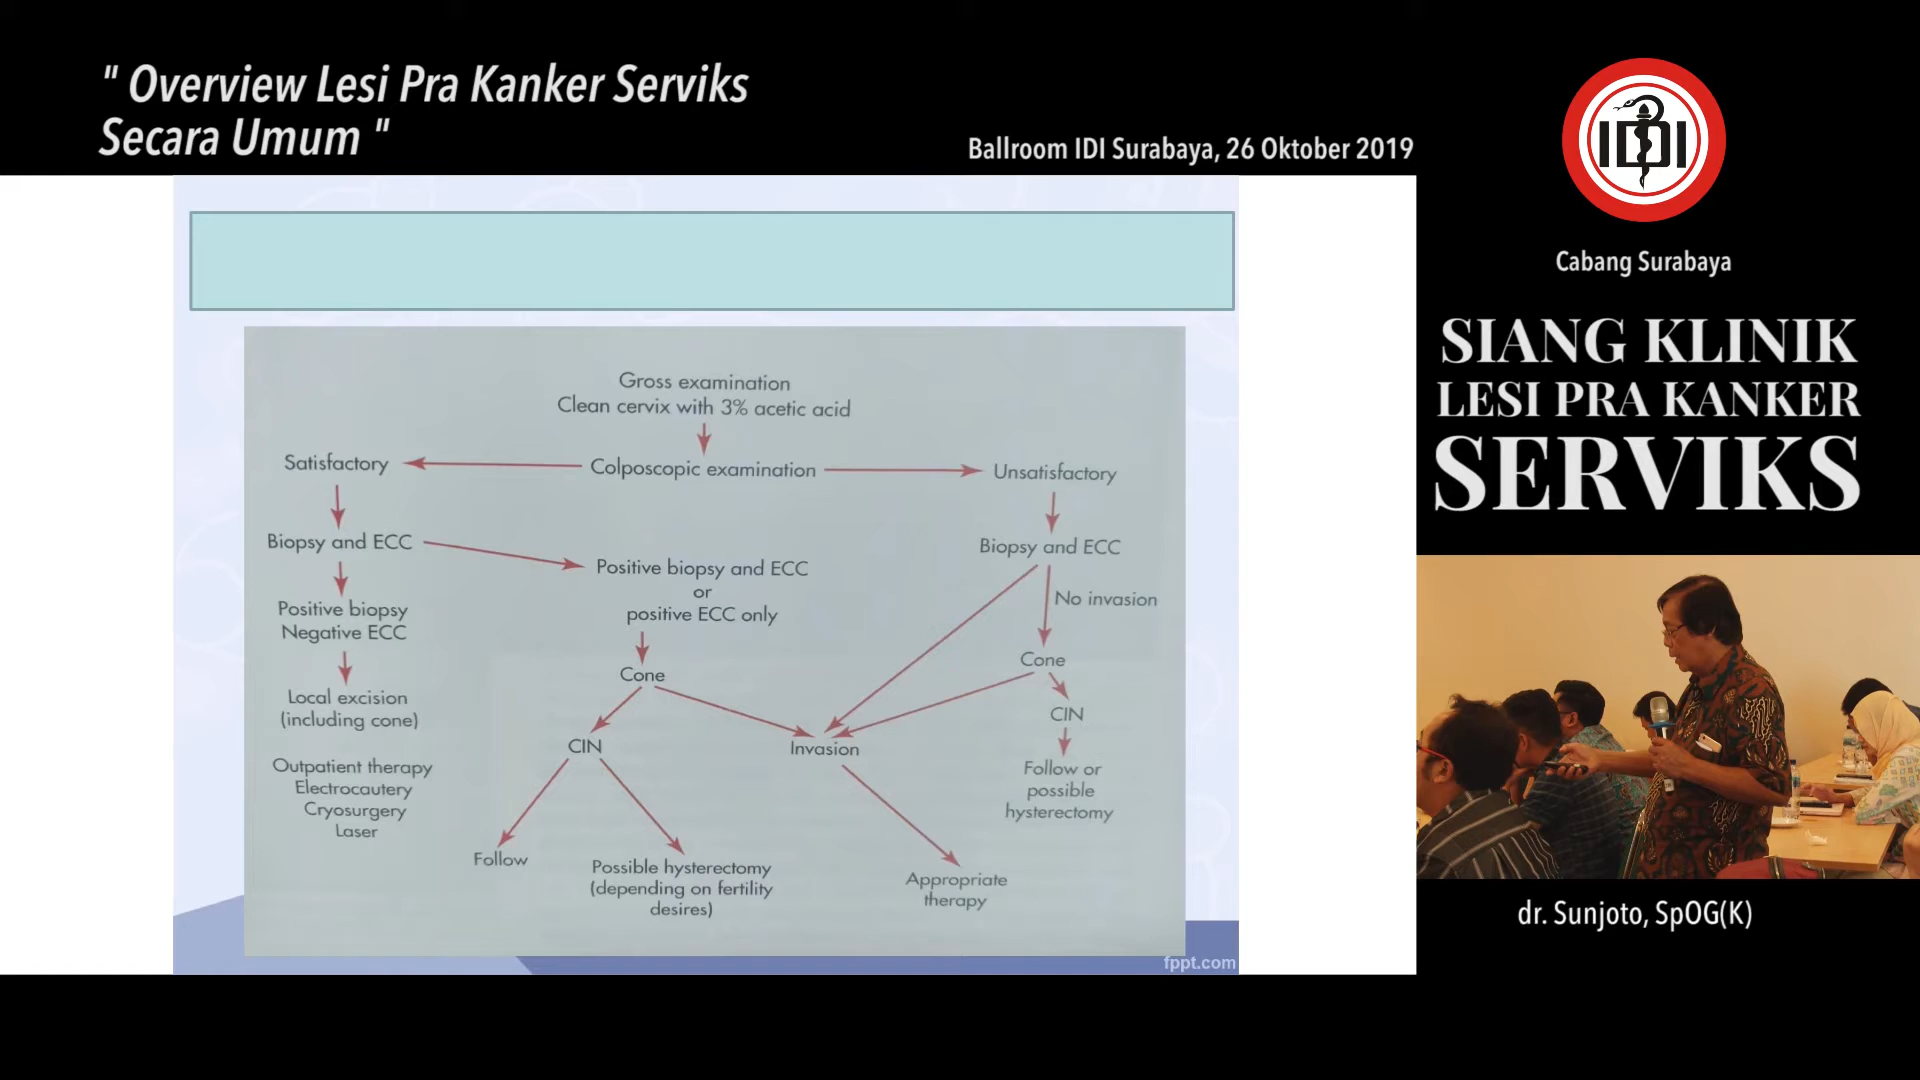 " Overview Lesi Pra Kanker Serviks
Secara Umum "
Ballroom IDI Surabaya, 26 Oktober 2019
IDI
Cabang Surabaya
SIANG KLINIK
LESI PRA KANKER
SERVIKS
Gross examination
Clean cervix with 3% acetic acid
Satisfactory
Colposcopic examination
Unsatisfactory
Biopsy and ECC
Positive biopsy and ECC
or
positive ECC only
Biopsy and ECC
No invasion
Positive biopsy
Negative ECC
Cone
Cone
Local excision
(including cone)
CIN
Invasion
CIN
Outpatient therapy
Electrocautery
Cryosurgery
Laser
Follow or
possible
hysterectomy
Follow
Possible hysterectomy
(depending on fertility
desires)
Appropriate
therapy
fppt.com
dr. Sunjoto, SpOG(K)